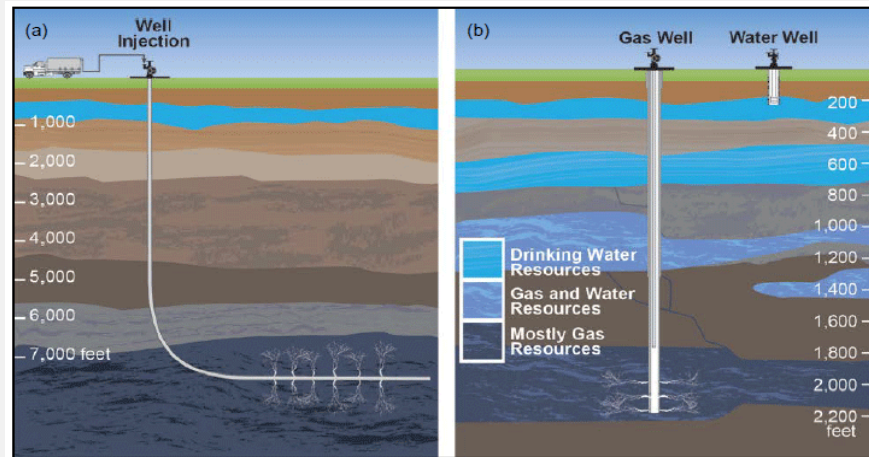 (a)
Well
Injection
1,000
2,000
3,000
4,000
5,000
6,000
7,000 feet
(b)
Gas Well
Water Well
200
400
600
800
1,000
1,200
1,400
1,600
1,800
2,000
2,200
feet
Drinking Water
Resources
Gas and Water
Resources
Mostly Gas
Resources